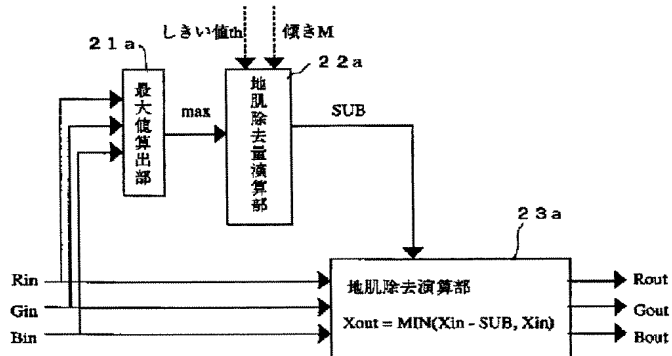 しきい値th
傾きM
21a
22a
最大値算出部
max
地肌除去量演算部
SUB
23a
Rin
Gin
Bin
地肌除去演算部
Xout = MIN(Xin - SUB, Xin)
Rout
Gout
Bout